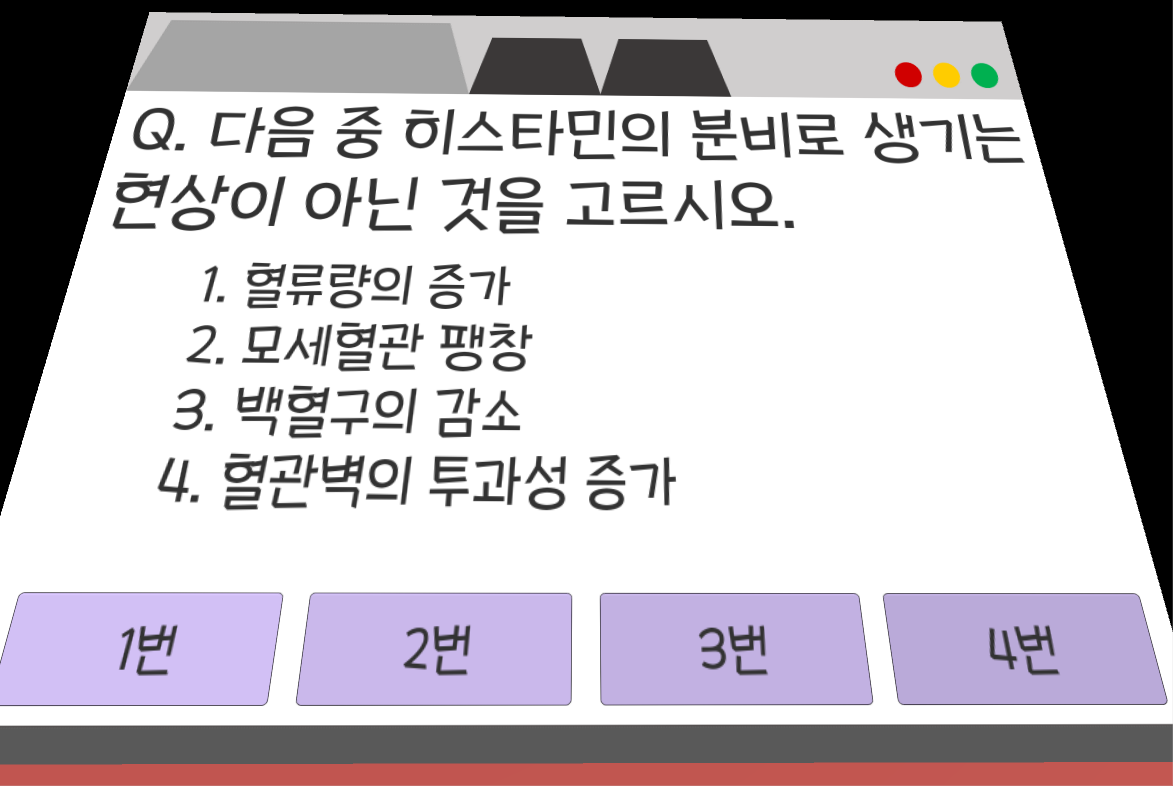 Q. 다음 중 히스타민의 분비로 생기는
현상이 아닌 것을 고르시오.
1. 혈류량의 증가
2. 모세혈관 팽창
3. 백혈구의 감소
4. 혈관벽의 투과성 증가
1번
2번
3번
4번